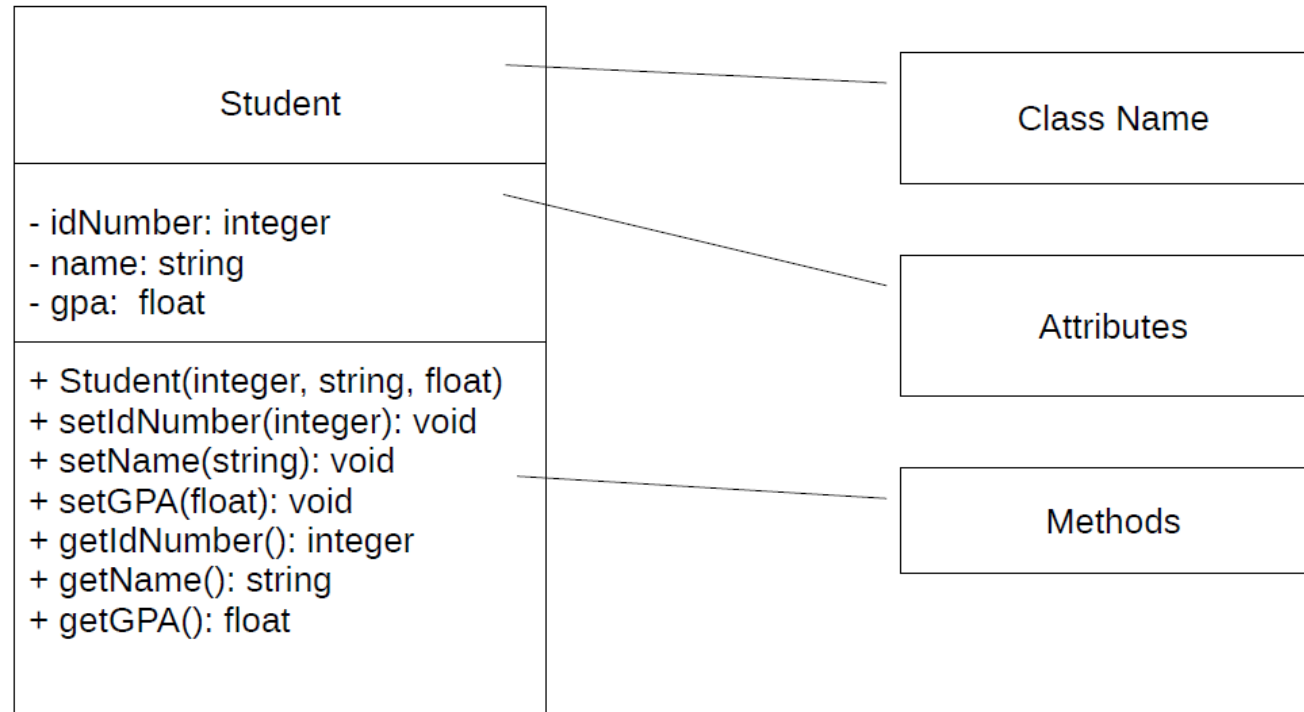 Student
- idNumber: integer
- name: string
- gpa:  float
+ Student(integer, string, float)
+ setIdNumber(integer): void
+ setName(string): void
+ setGPA(float): void
+ getIdNumber(): integer
+ getName(): string
+ getGPA(): float
Class Name
Attributes
Methods